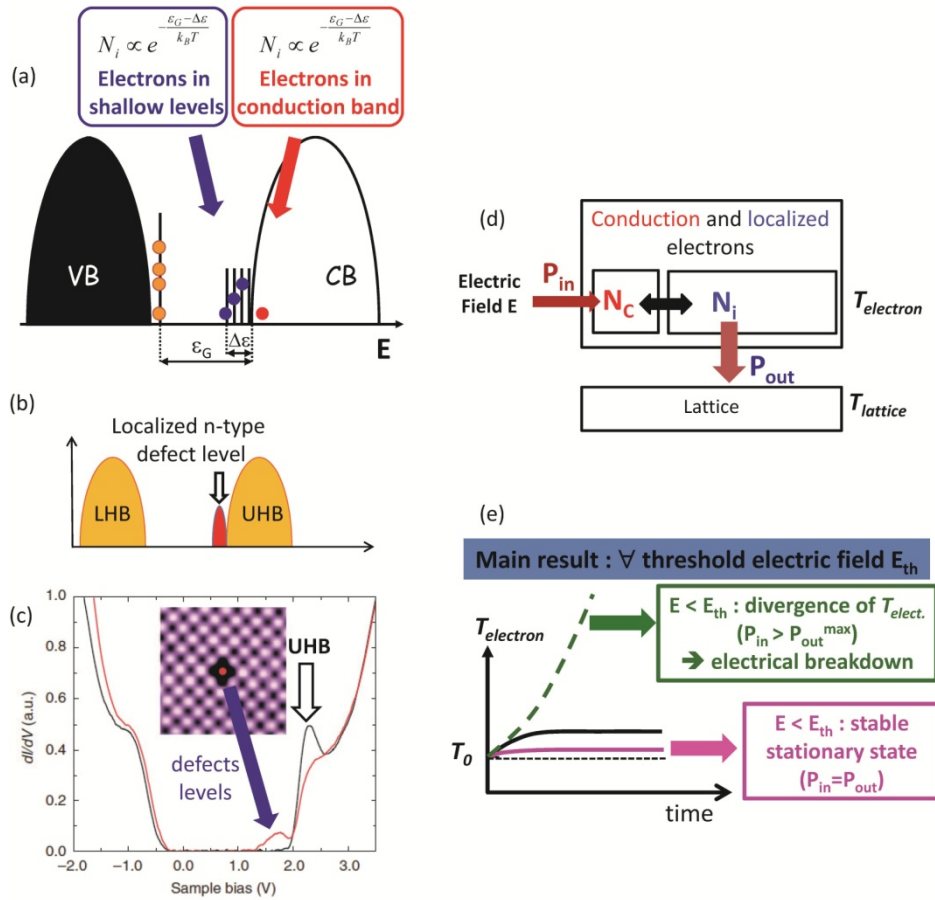 (a)
N_i ∝ e^{-\frac{ε_G-Δε}{k_BT}}
Electrons in
shallow levels
N_i ∝ e^{-\frac{ε_G-Δε}{k_BT}}
Electrons in
conduction band
VB
CB
E
ε_G
Δε
(b)
Localized n-type
defect level
LHB
UHB
(c)
1.0
0.8
0.6
0.4
0.2
0.0
dI/dV (a.u.)
UHB
defects
levels
−2.0 −1.0 0.0 1.0 2.0 3.0
Sample bias (V)
(d)
Conduction and localized
electrons
Electric
Field E
P_in
N_C
N_i
T_electron
P_out
Lattice
T_lattice
(e)
Main result : ∀ threshold electric field E_th
T_electron
T_0
time
E < E_th : divergence of T_elect.
(P_in > P_out^max)
➔ electrical breakdown
E < E_th : stable
stationary state
(P_in=P_out)